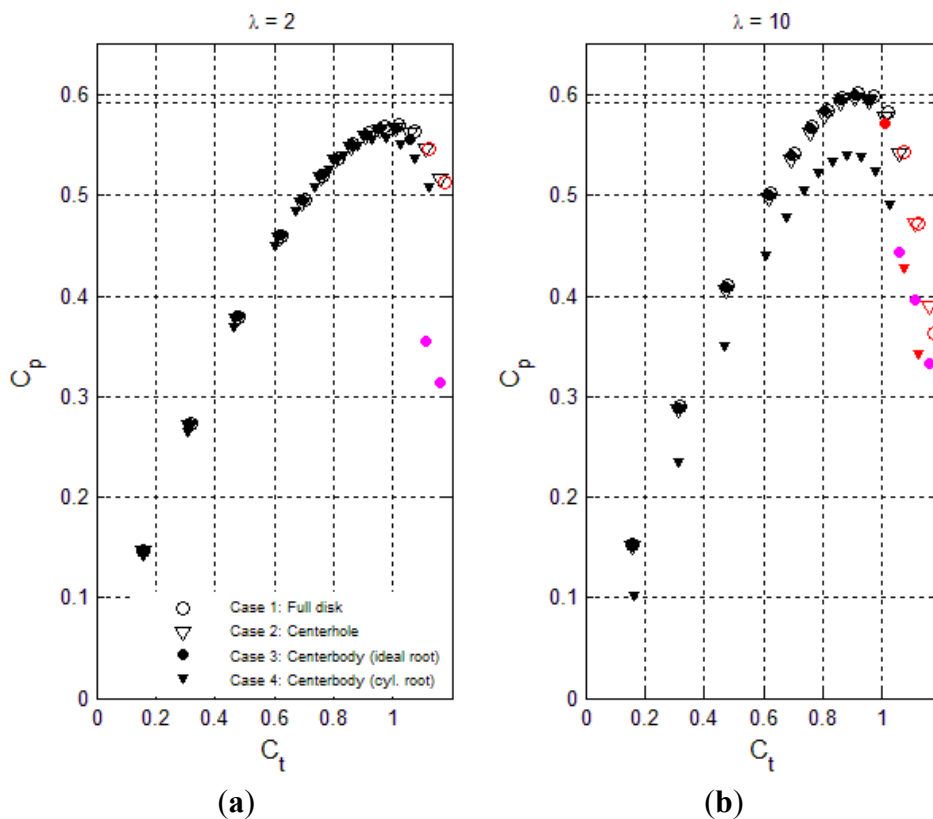 λ = 2
0.6
0.5
0.4
0.3
0.2
0.1
0
C_p
0 0.2 0.4 0.6 0.8 1
C_t
Case 1: Full disk
Case 2: Centerhole
Case 3: Centerbody (ideal root)
Case 4: Centerbody (cyl. root)
(a)
λ = 10
0.6
0.5
0.4
0.3
0.2
0.1
0
C_p
0 0.2 0.4 0.6 0.8 1
C_t
(b)